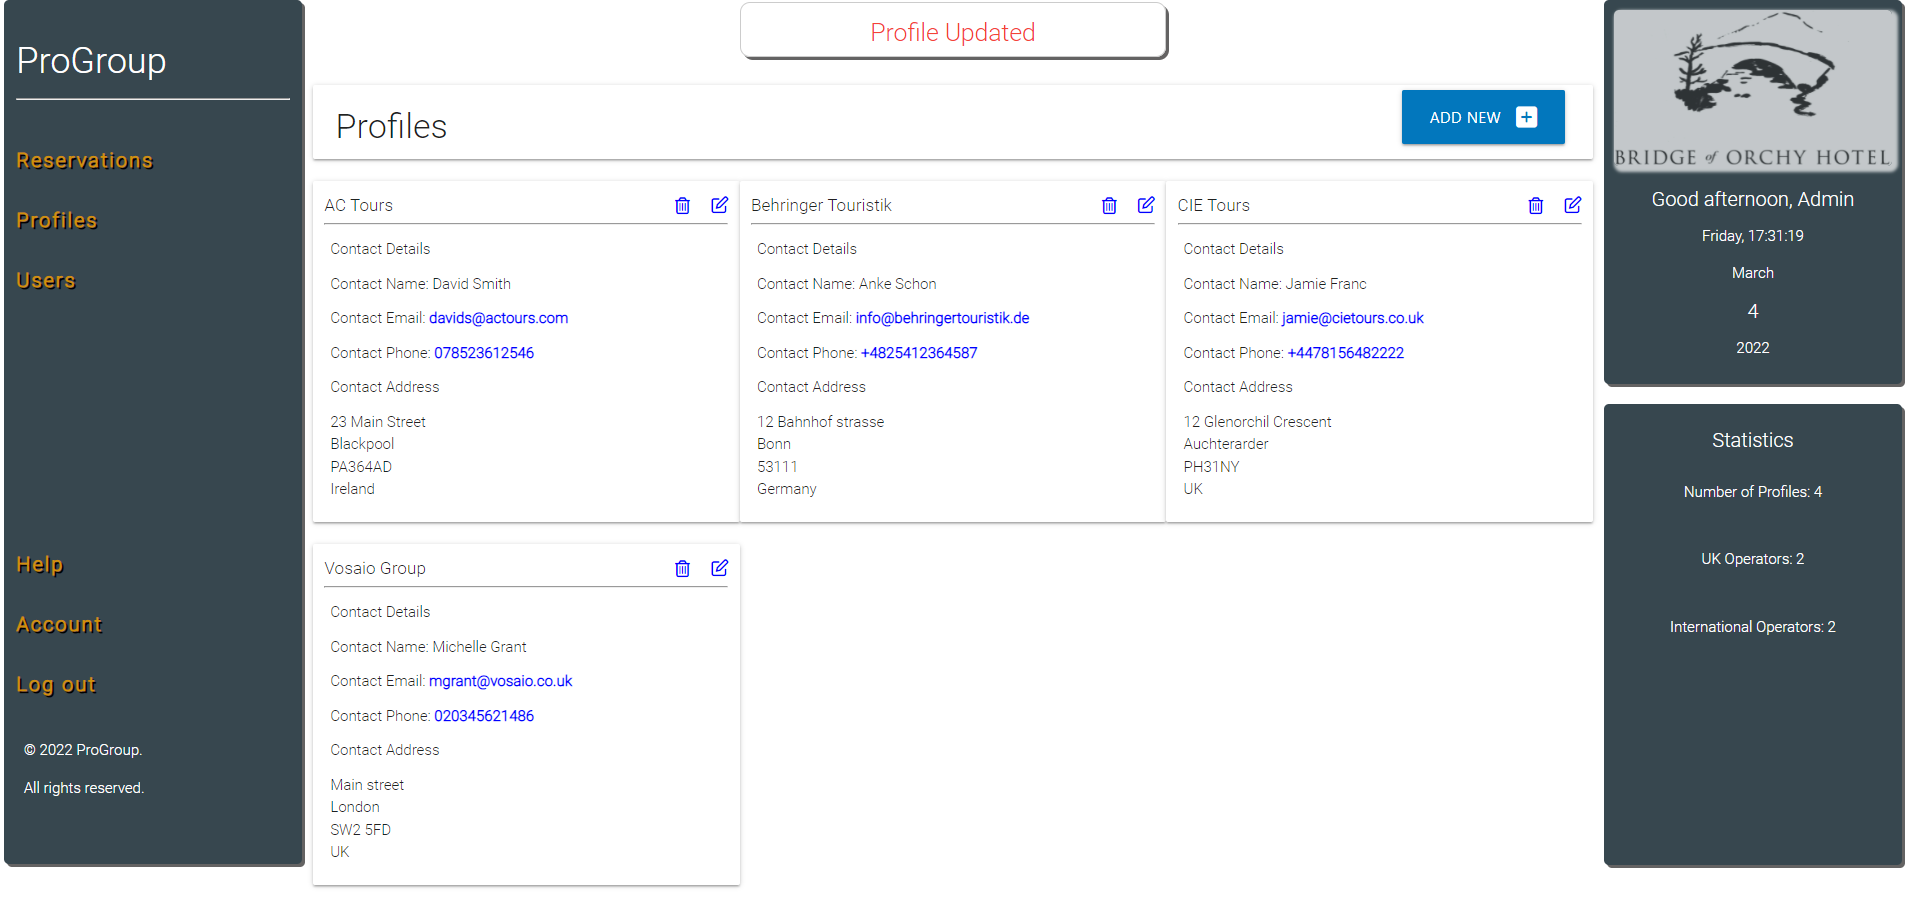 ProGroup
Reservations
Profiles
Users
Help
Account
Log out
© 2022 ProGroup.
All rights reserved.
Profile Updated
Profiles
ADD NEW
AC Tours
Contact Details
Contact Name: David Smith
Contact Email: davids@actours.com
Contact Phone: 078523612546
Contact Address
23 Main Street
Blackpool
PA364AD
Ireland
Behringer Touristik
Contact Details
Contact Name: Anke Schon
Contact Email: info@behringertouristik.de
Contact Phone: +4825412364587
Contact Address
12 Bahnhof strasse
Bonn
53111
Germany
CIE Tours
Contact Details
Contact Name: Jamie Franc
Contact Email: jamie@cietours.co.uk
Contact Phone: +4478156482222
Contact Address
12 Glenorchil Crescent
Auchterarder
PH31NY
UK
Vosaio Group
Contact Details
Contact Name: Michelle Grant
Contact Email: mgrant@vosaio.co.uk
Contact Phone: 020345621486
Contact Address
Main street
London
SW2 5FD
UK
BRIDGE of ORCHY HOTEL
Good afternoon, Admin
Friday, 17:31:19
March
4
2022
Statistics
Number of Profiles: 4
UK Operators: 2
International Operators: 2